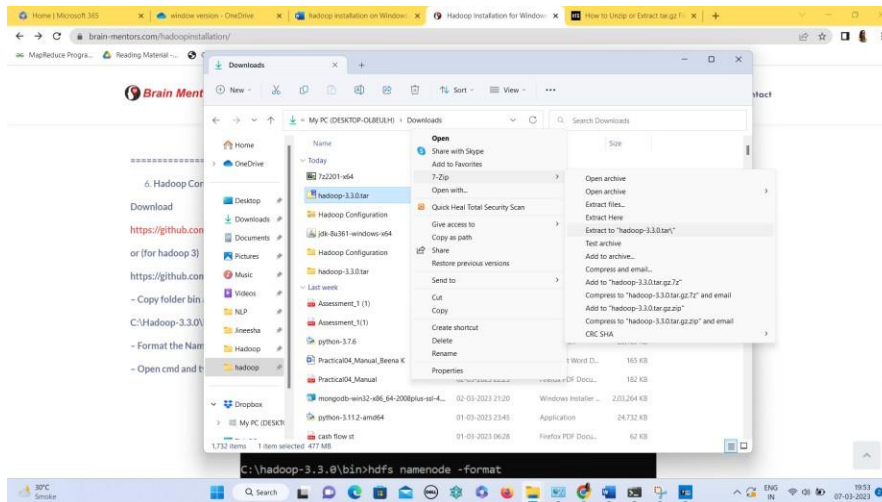 Home | Microsoft 365
window version - OneDrive
hadoop installation on Window
Hadoop Installation for Window
How to Unzip or Extract tar.gz Fi
brain-mentors.com/hadoopinstallation/
MapReduce Progra...
Reading Material -...
Brain Ment
ntact
6. Hadoop Cor
Download
https://github.con
or (for hadoop 3)
https://github.con
- Copy folder bin
C:\Hadoop-3.3.0\
- Format the Nam
- Open cmd and t
Downloads
New
Sort
View
My PC (DESKTOP-OL8EULH) > Downloads
Search Downloads
Home
OneDrive
Desktop
Downloads
Documents
Pictures
Music
Videos
NLP
Jineesha
Hadoop
hadoop
Dropbox
My PC (DESKT
Name
Size
Today
7z2201-x64
hadoop-3.3.0.tar
Hadoop Configuration
jdk-8u361-windows-x64
Hadoop Configuration
hadoop-3.3.0.tar
Last week
Assessment_1 (1)
Assessment_1(1)
python-3.7.6
Practical04_Manual_Beena K
t Word D... 165 KB
Practical04_Manual 02-03-2023 22:23 Firefox PDF Docu... 182 KB
mongodb-win32-x86_64-2008plus-ssl-4... 02-03-2023 21:20 Windows Installer ... 2,03,264 KB
python-3.11.2-amd64 01-03-2023 23:45 Application 24,732 KB
cash flow st 01-03-2023 06:28 Firefox PDF Docu... 62 KB
1,732 items 1 item selected 477 MB
Open
Share with Skype
Add to Favorites
7-Zip
Open with...
Quick Heal Total Security Scan
Give access to
Copy as path
Share
Restore previous versions
Send to
Cut
Copy
Create shortcut
Delete
Rename
Properties
Open archive
Open archive
Extract files...
Extract Here
Extract to "hadoop-3.3.0.tar\"
Test archive
Add to archive...
Compress and email...
Add to "hadoop-3.3.0.tar.gz.7z"
Compress to "hadoop-3.3.0.tar.gz.7z" and email
Add to "hadoop-3.3.0.tar.gz.zip"
Compress to "hadoop-3.3.0.tar.gz.zip" and email
CRC SHA
C:\hadoop-3.3.0\bin>hdfs namenode -format
30°C
Smoke
Search
ENG
IN
19:53
07-03-2023